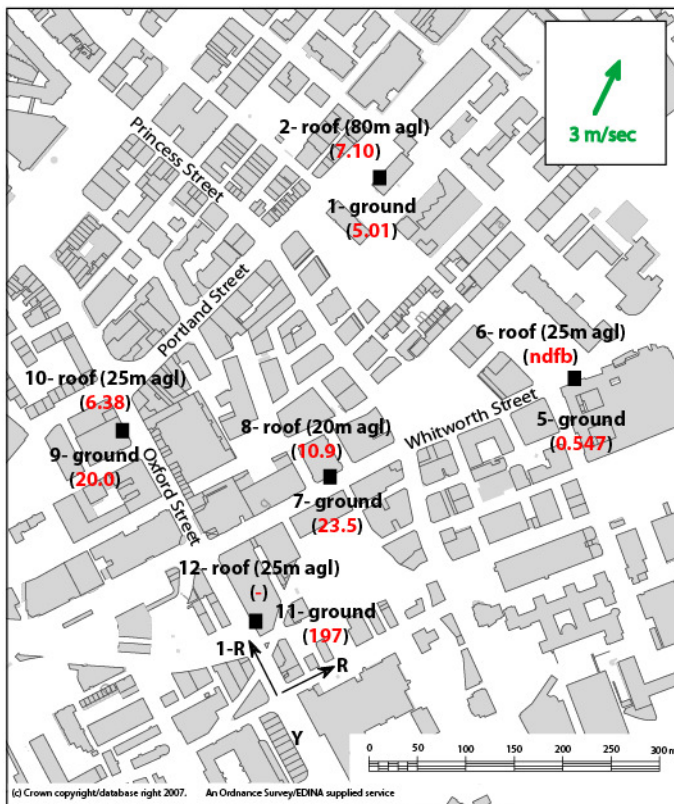 3 m/sec
Princess Street
2- roof (80m agl)
(7.10)
1- ground
(5.01)
Portland Street
6- roof (25m agl)
(ndfb)
10- roof (25m agl)
(6.38)
8- roof (20m agl)
(10.9)
Whitworth Street
5- ground
(0.547)
9- ground
(20.0)
Oxford Street
7- ground
(23.5)
12- roof (25m agl)
(-)
11- ground
(197)
1-R
R
Y
0 50 100 150 200 250 300 m
(c) Crown copyright/database right 2007. An Ordnance Survey/EDINA supplied service